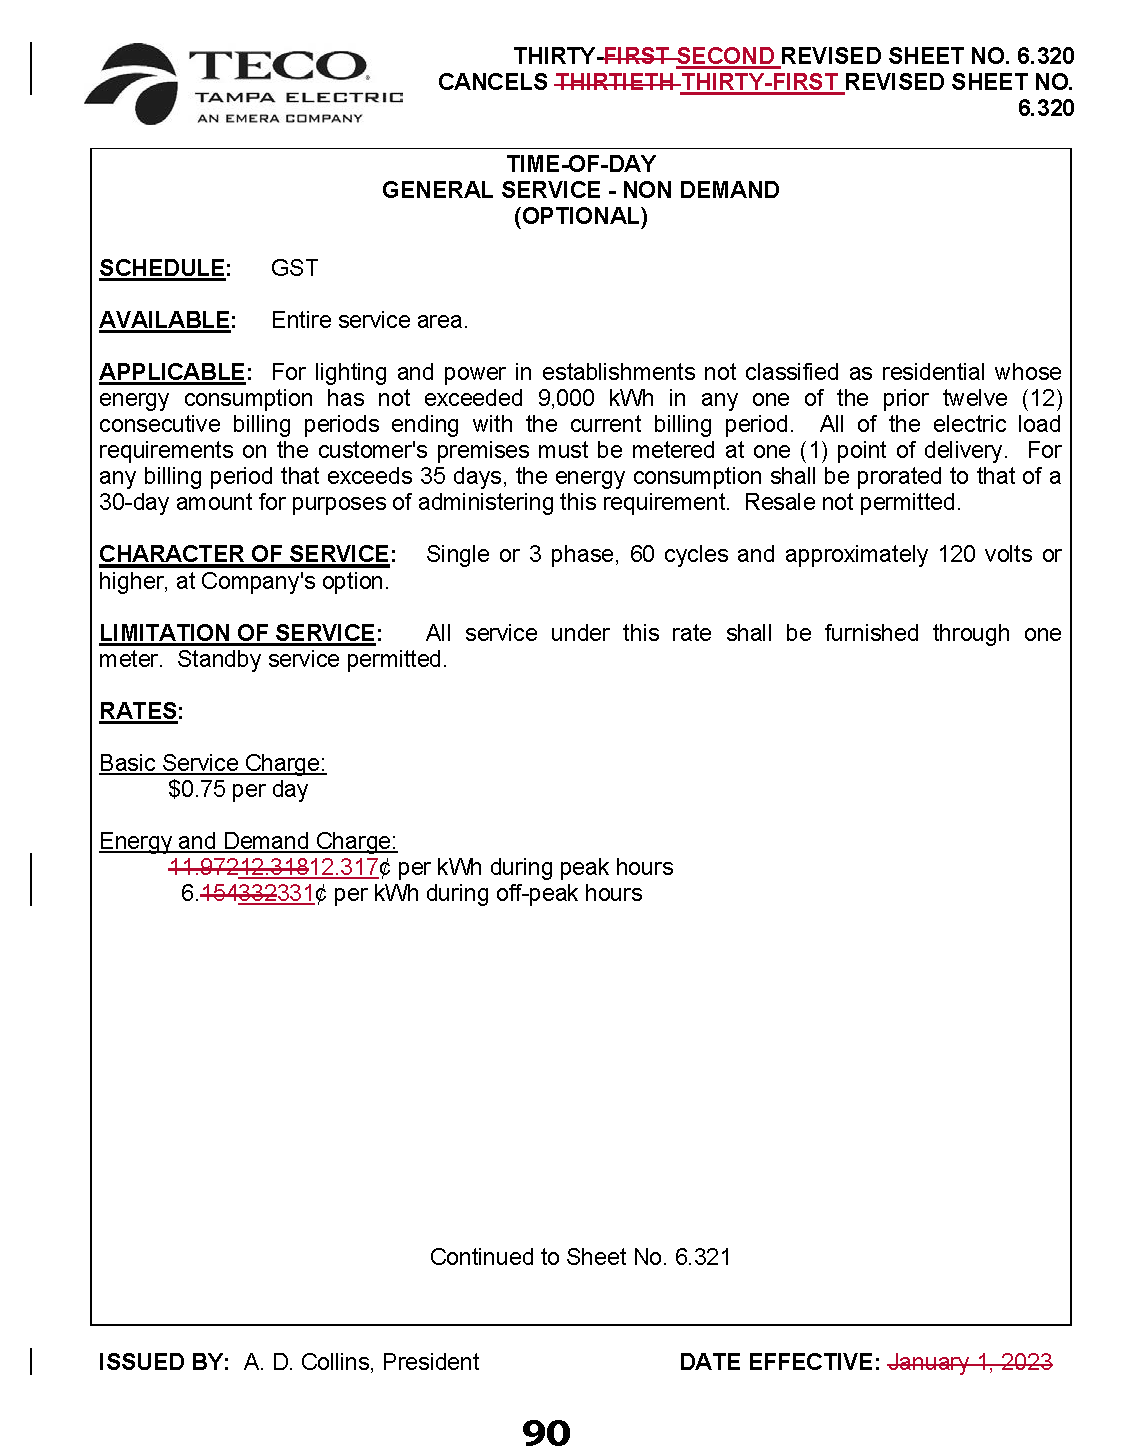 TECO®
TAMPA ELECTRIC
AN EMERA COMPANY
THIRTY-FIRST SECOND REVISED SHEET NO. 6.320
CANCELS THIRTIETH THIRTY-FIRST REVISED SHEET NO.
6.320
TIME-OF-DAY
GENERAL SERVICE - NON DEMAND
(OPTIONAL)
SCHEDULE: GST
AVAILABLE: Entire service area.
APPLICABLE: For lighting and power in establishments not classified as residential whose
energy consumption has not exceeded 9,000 kWh in any one of the prior twelve (12)
consecutive billing periods ending with the current billing period. All of the electric load
requirements on the customer's premises must be metered at one (1) point of delivery. For
any billing period that exceeds 35 days, the energy consumption shall be prorated to that of a
30-day amount for purposes of administering this requirement. Resale not permitted.
CHARACTER OF SERVICE: Single or 3 phase, 60 cycles and approximately 120 volts or
higher, at Company's option.
LIMITATION OF SERVICE: All service under this rate shall be furnished through one
meter. Standby service permitted.
RATES:
Basic Service Charge:
$0.75 per day
Energy and Demand Charge:
11.97212.31812.317¢ per kWh during peak hours
6.154332331¢ per kWh during off-peak hours
Continued to Sheet No. 6.321
ISSUED BY: A. D. Collins, President
DATE EFFECTIVE: January 1, 2023
90